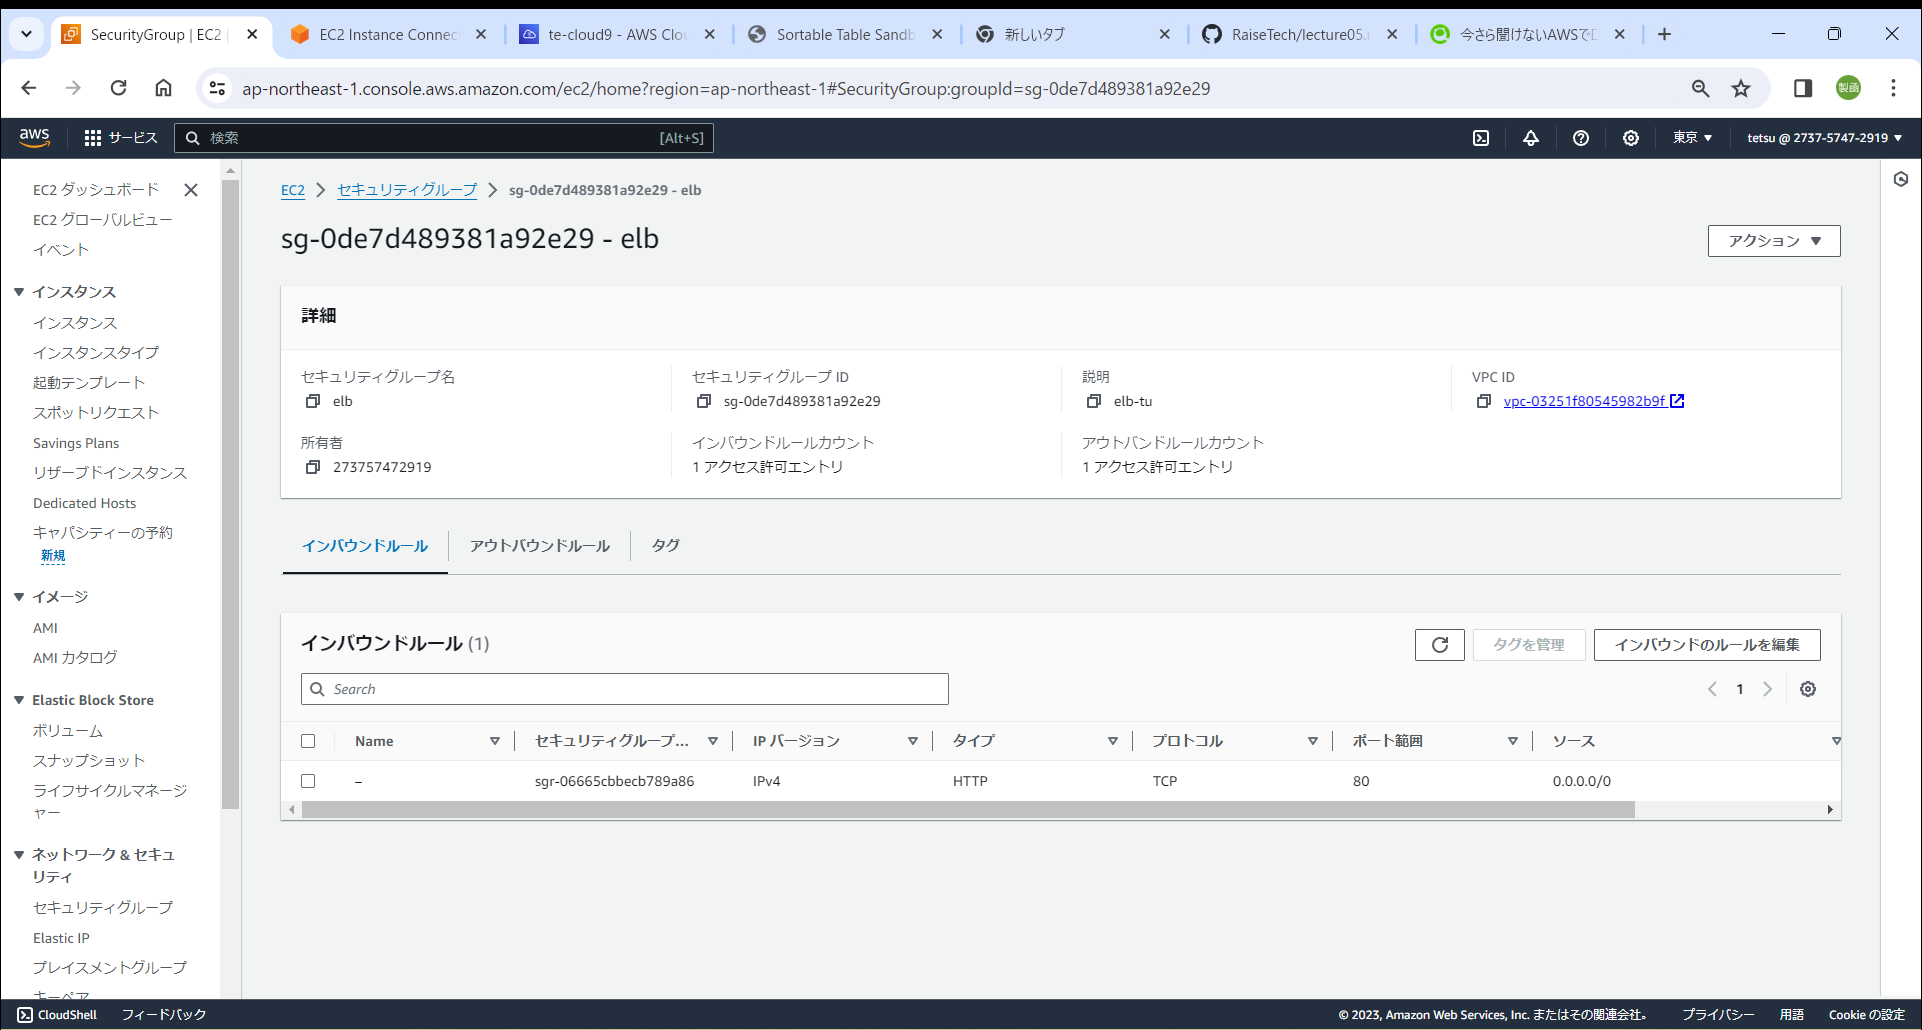 SecurityGroup | EC2 |
EC2 Instance Connec
te-cloud9 - AWS Clou
Sortable Table Sandb
新しいタブ
RaiseTech/lecture05.r
今さら聞けないAWSでD
ap-northeast-1.console.aws.amazon.com/ec2/home?region=ap-northeast-1#SecurityGroup:groupId=sg-0de7d489381a92e29
製函
aws
サービス
検索
[Alt+S]
東京
tetsu @ 2737-5747-2919
EC2 ダッシュボード
EC2 グローバルビュー
イベント
インスタンス
インスタンス
インスタンスタイプ
起動テンプレート
スポットリクエスト
Savings Plans
リザーブドインスタンス
Dedicated Hosts
キャパシティーの予約
新規
イメージ
AMI
AMI カタログ
Elastic Block Store
ボリューム
スナップショット
ライフサイクルマネージ
ャー
ネットワーク & セキュ
リティ
セキュリティグループ
Elastic IP
プレイスメントグループ
キーペア
EC2 > セキュリティグループ > sg-0de7d489381a92e29 - elb
sg-0de7d489381a92e29 - elb
アクション
詳細
セキュリティグループ名
elb
セキュリティグループ ID
sg-0de7d489381a92e29
説明
elb-tu
VPC ID
vpc-03251f80545982b9f
所有者
273757472919
インバウンドルールカウント
1 アクセス許可エントリ
アウトバンドルールカウント
1 アクセス許可エントリ
インバウンドルール
アウトバウンドルール
タグ
インバウンドルール (1)
タグを管理
インバウンドのルールを編集
Search
1
Name
セキュリティグループ...
IP バージョン
タイプ
プロトコル
ポート範囲
ソース
–
sgr-06665cbbecb789a86
IPv4
HTTP
TCP
80
0.0.0.0/0
CloudShell
フィードバック
© 2023, Amazon Web Services, Inc. またはその関連会社。
プライバシー
用語
Cookie の設定